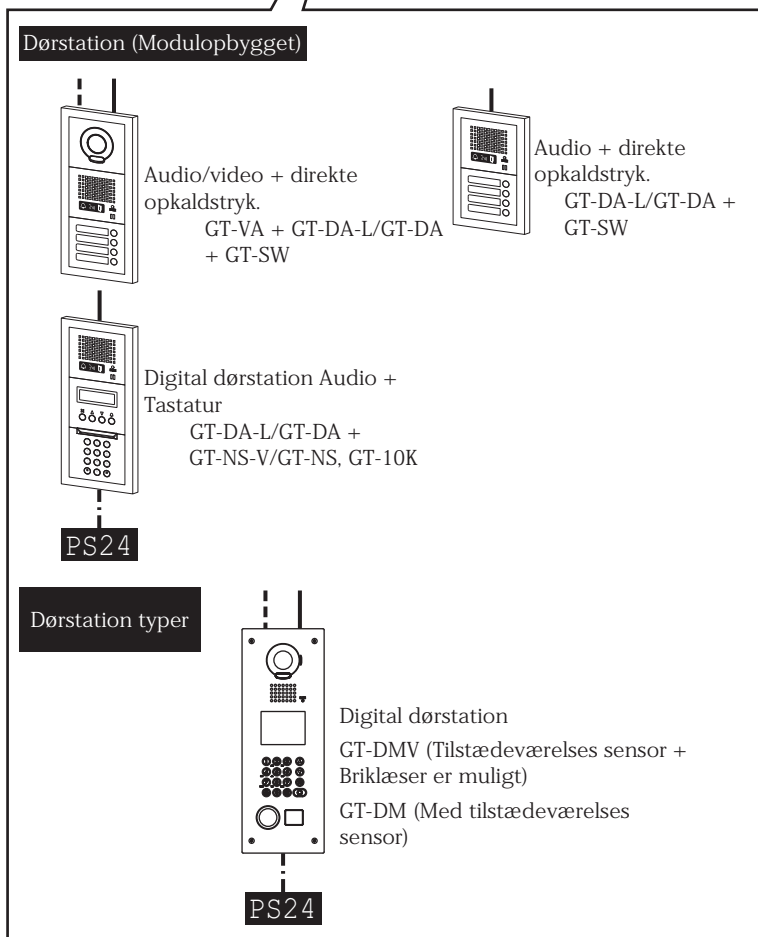 Dørstation (Modulopbygget)
Audio/video + direkte
opkaldstryk.
GT-VA + GT-DA-L/GT-DA
+ GT-SW
Audio + direkte
opkaldstryk.
GT-DA-L/GT-DA +
GT-SW
Digital dørstation Audio +
Tastatur
GT-DA-L/GT-DA +
GT-NS-V/GT-NS, GT-10K
PS24
Dørstation typer
Digital dørstation
GT-DMV (Tilstædeværelses sensor +
Briklæser er muligt)
GT-DM (Med tilstædeværelses
sensor)
PS24